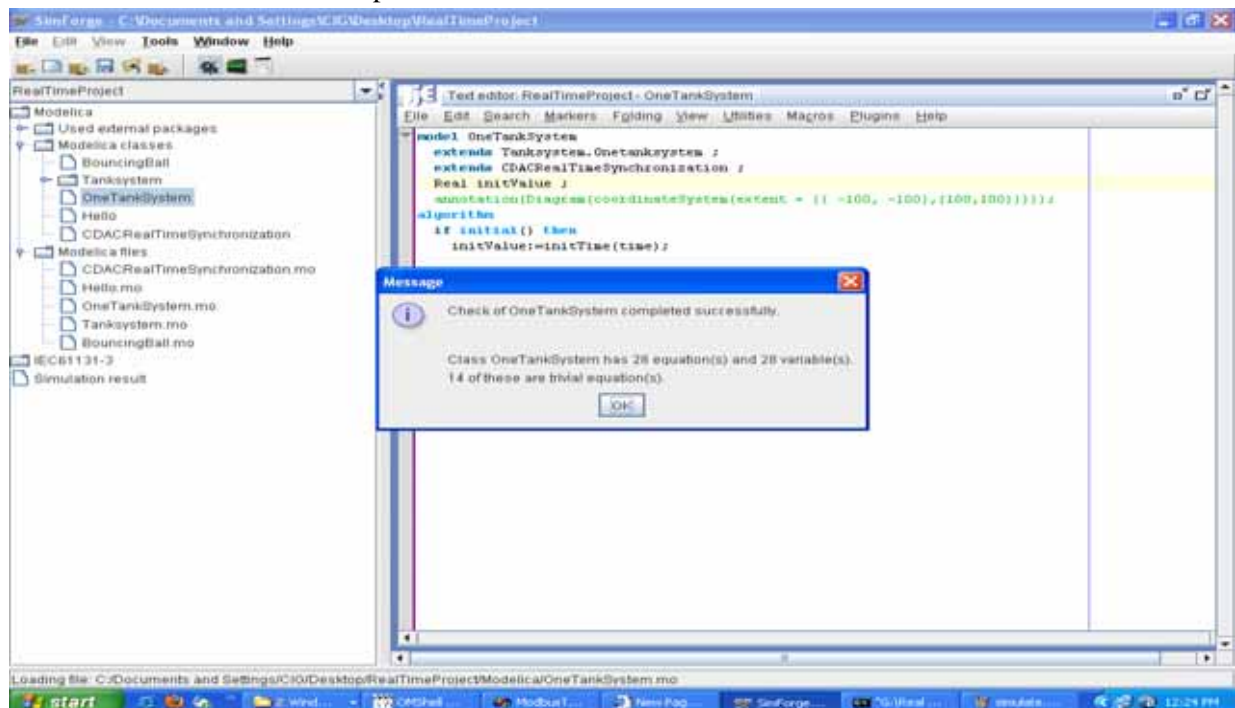 SimForge - C:\Documents and Settings\CIG\Desktop\RealTimeProject
File Edit View Tools Window Help
RealTimeProject
Modelica
Used external packages
Modelica classes
BouncingBall
Tanksystem
OneTankSystem
Hello
CDACRealTimeSynchronization
Modelica files
CDACRealTimeSynchronization.mo
Hello.mo
OneTankSystem.mo
Tanksystem.mo
BouncingBall.mo
IEC61131-3
Simulation result
Text editor: RealTimeProject - OneTankSystem
File Edit Search Markers Folding View Utilities Macros Plugins Help
model OneTankSystem
extends Tanksystem.Onetanksystem ;
extends CDACRealTimeSynchronization ;
Real initValue ;
annotation(Diagram(coordinateSystem(extent = {{ -100, -100},{100,100}})));
algorithm
if initial() then
initValue:=initTime(time);
Message
Check of OneTankSystem completed successfully.
Class OneTankSystem has 28 equation(s) and 28 variable(s).
14 of these are trivial equation(s).
OK
Loading file: C:/Documents and Settings/CIG/Desktop/RealTimeProject/Modelica/OneTankSystem.mo
start 2 Wind... OMShell ... ModbusT... New Pag... SimForge... simulate... 12:24 PM